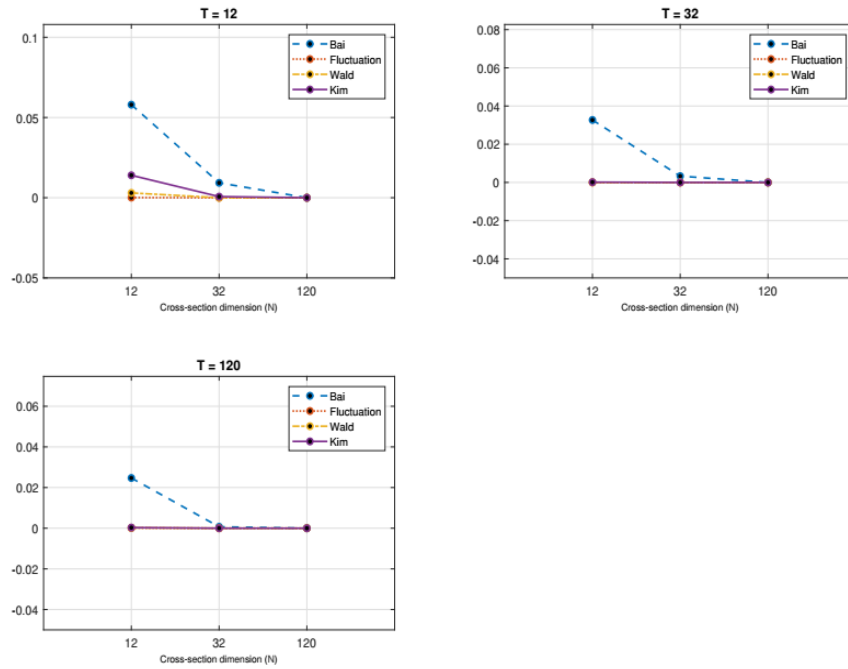 T = 12
0.1
0.05
0
-0.05
12
32
120
Cross-section dimension (N)
Bai
Fluctuation
Wald
Kim
T = 32
0.08
0.06
0.04
0.02
0
-0.02
-0.04
12
32
120
Cross-section dimension (N)
Bai
Fluctuation
Wald
Kim
T = 120
0.06
0.04
0.02
0
-0.02
-0.04
12
32
120
Cross-section dimension (N)
Bai
Fluctuation
Wald
Kim